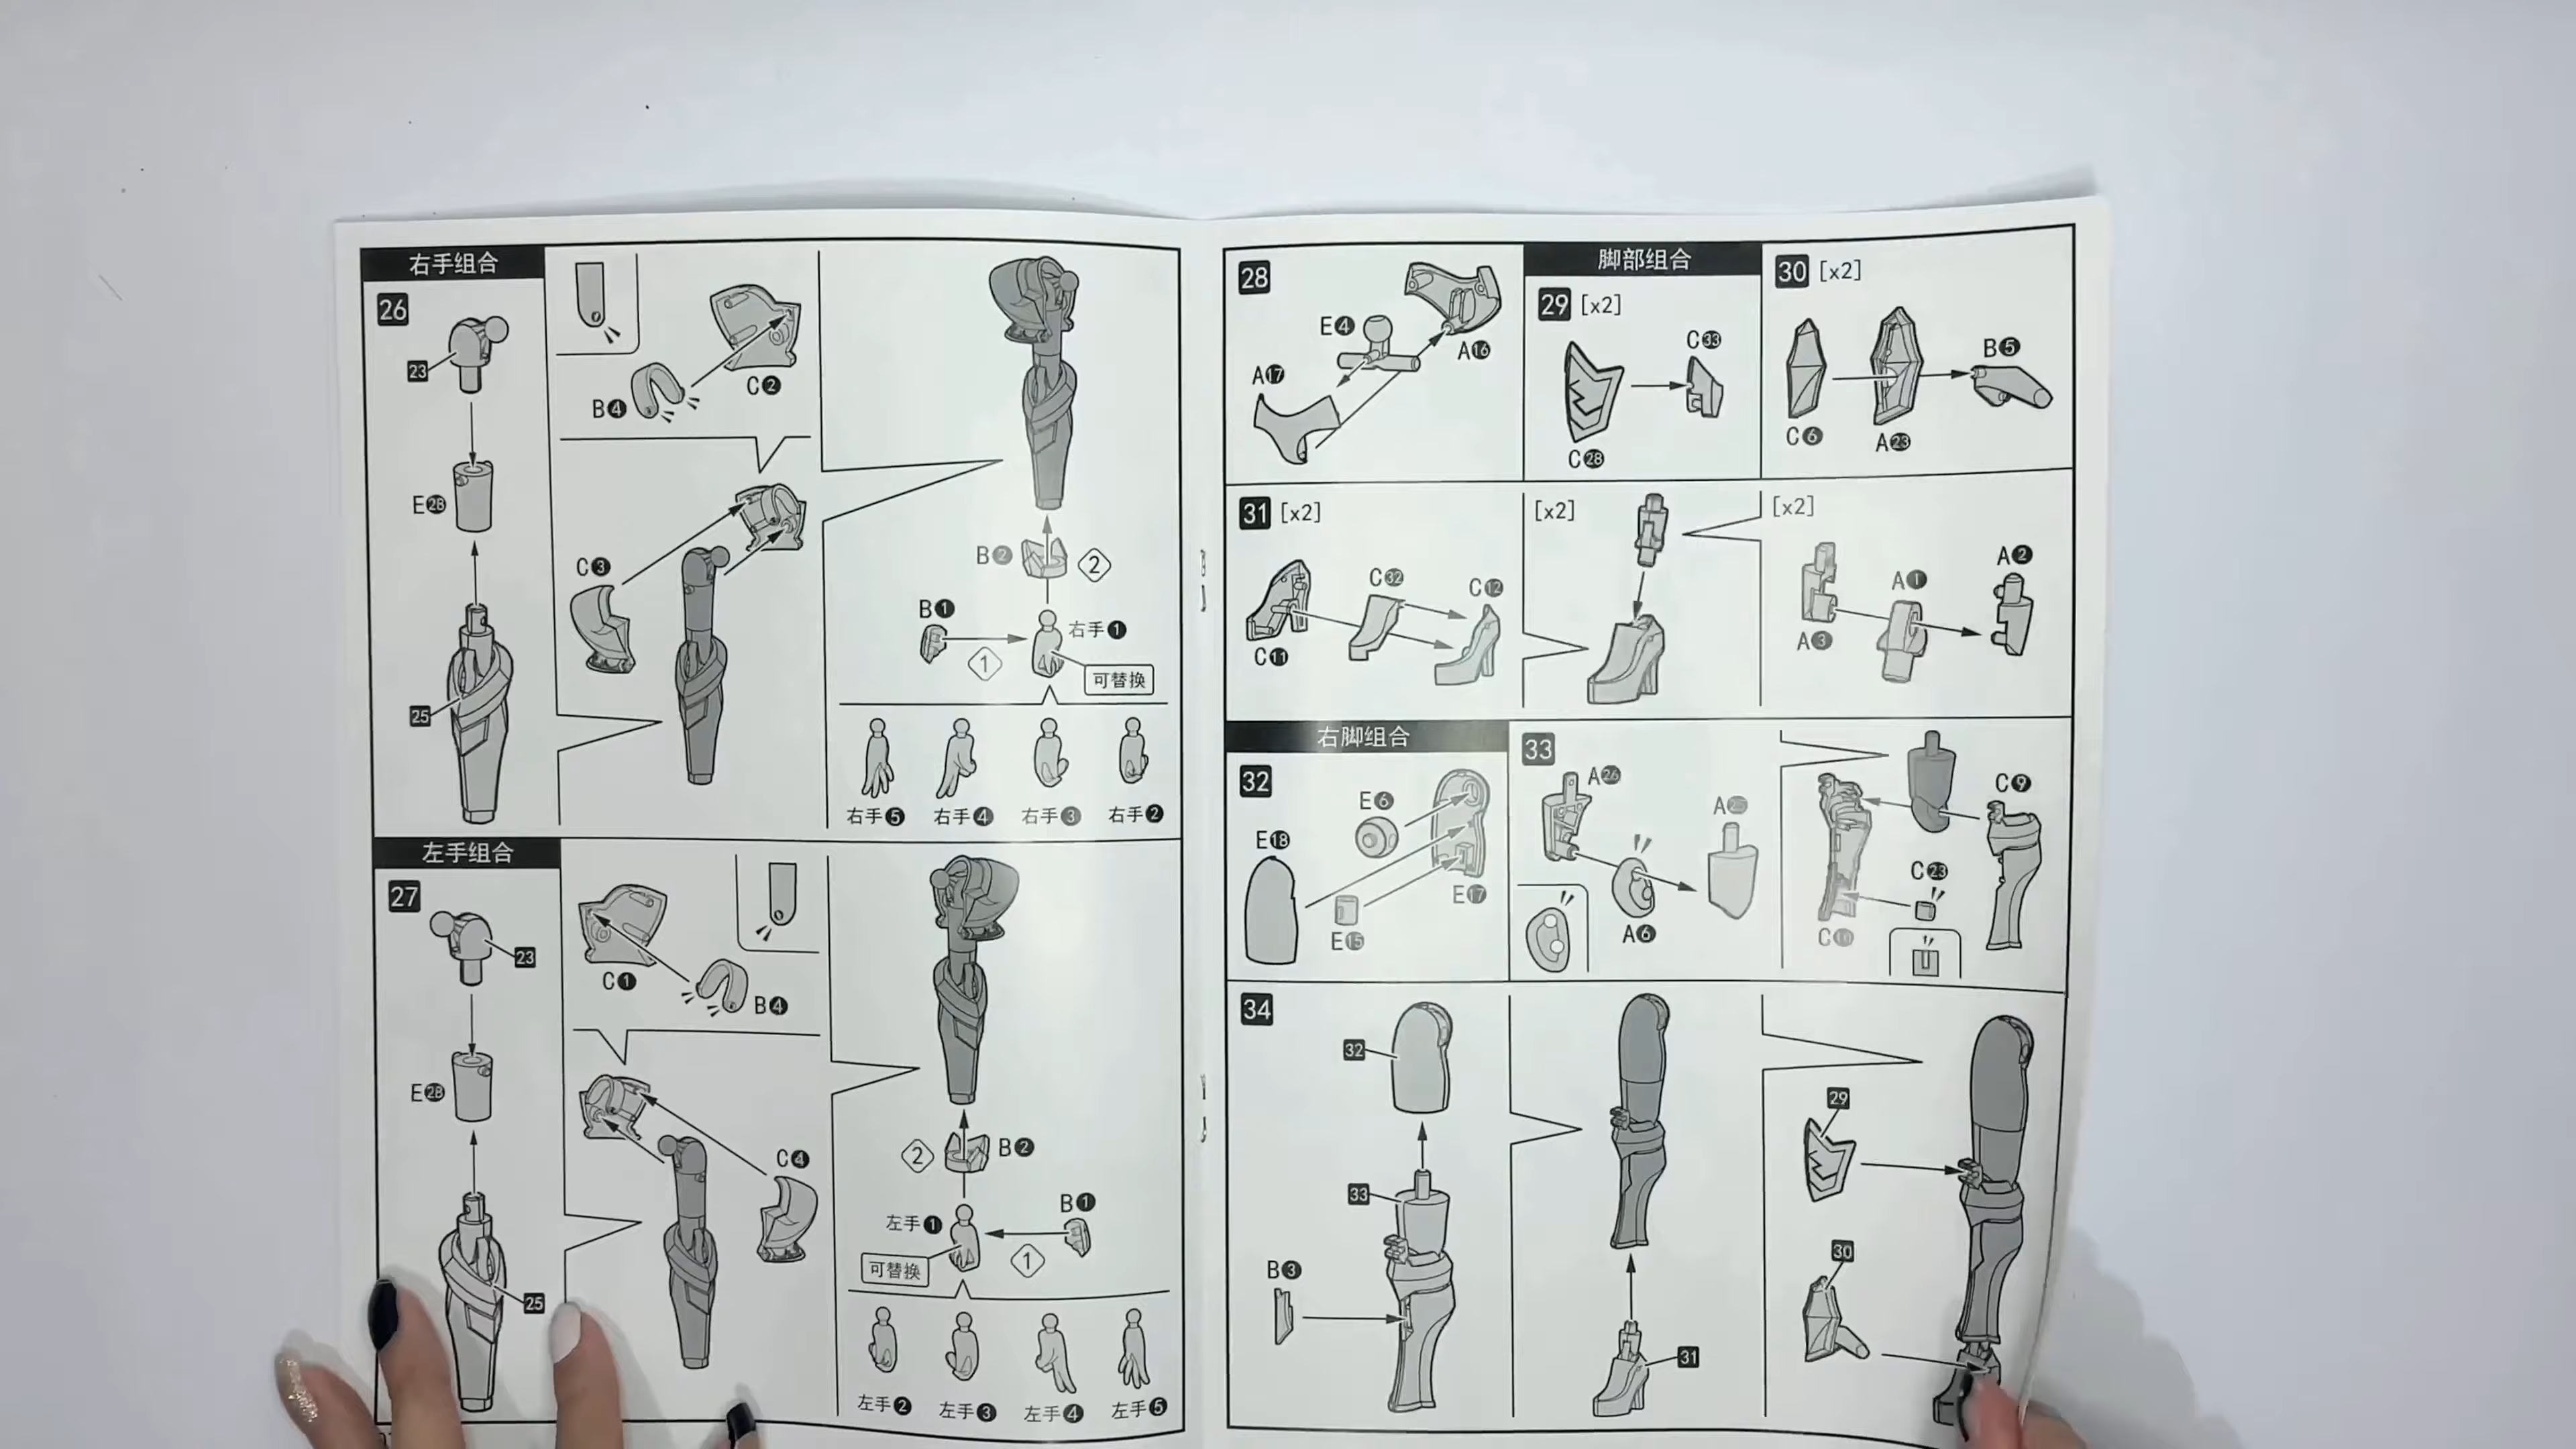 右手组合
26
23
E28
25
B4
C2
C3
B2
2
B1
右手1
1
可替换
右手5 右手4 右手3 右手2
左手组合
27
23
E28
25
C1
B4
C4
2
B2
左手1
B1
1
可替换
左手2 左手3 左手4 左手5
28
E4
A16
A17
脚部组合
29 [x2]
C33
C28
30 [x2]
B5
C6
A23
31 [x2]
C32
C12
C11
[x2]
[x2]
A2
A1
A3
右脚组合
32
E6
E18
E17
E15
33
A26
A6
C9
C23
34
32
33
B3
31
29
30